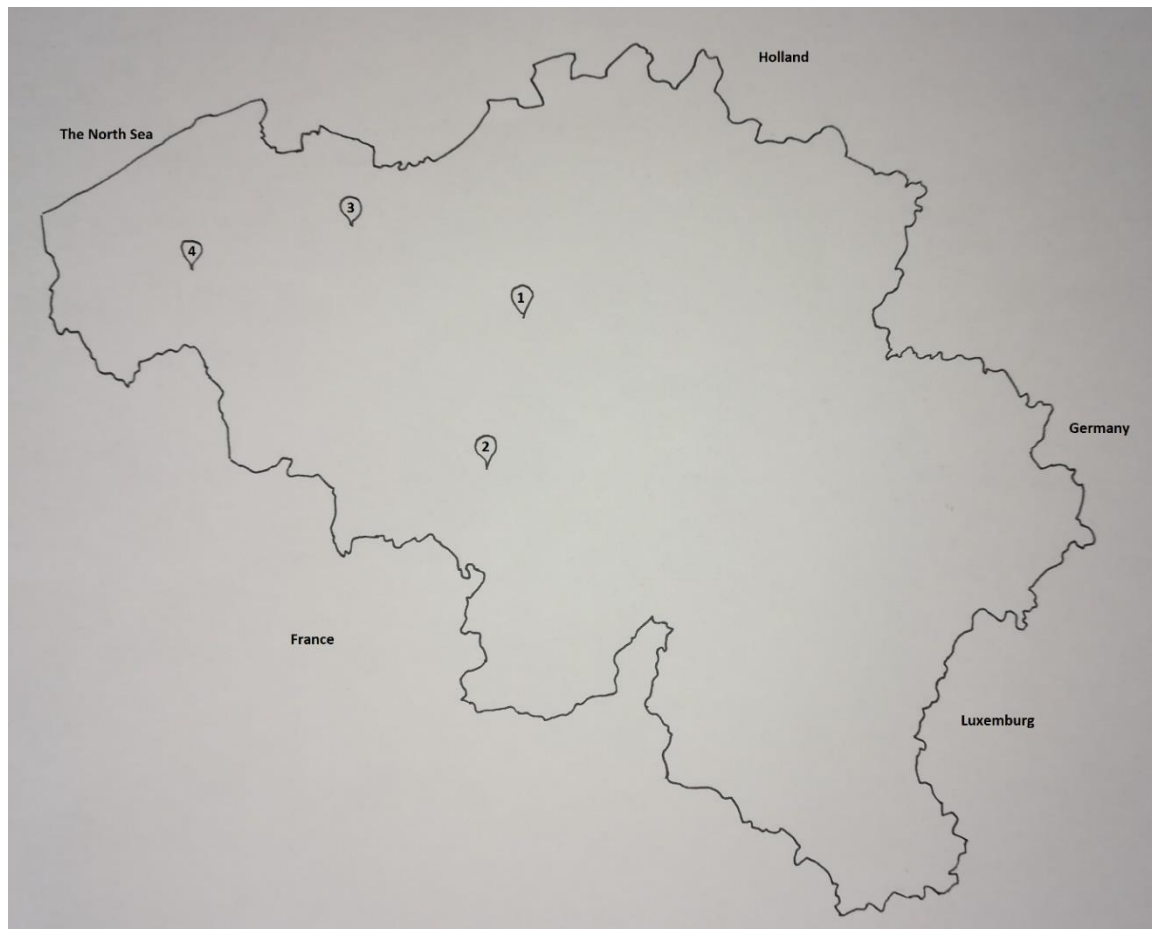 Holland
The North Sea
3
4
1
Germany
2
France
Luxemburg